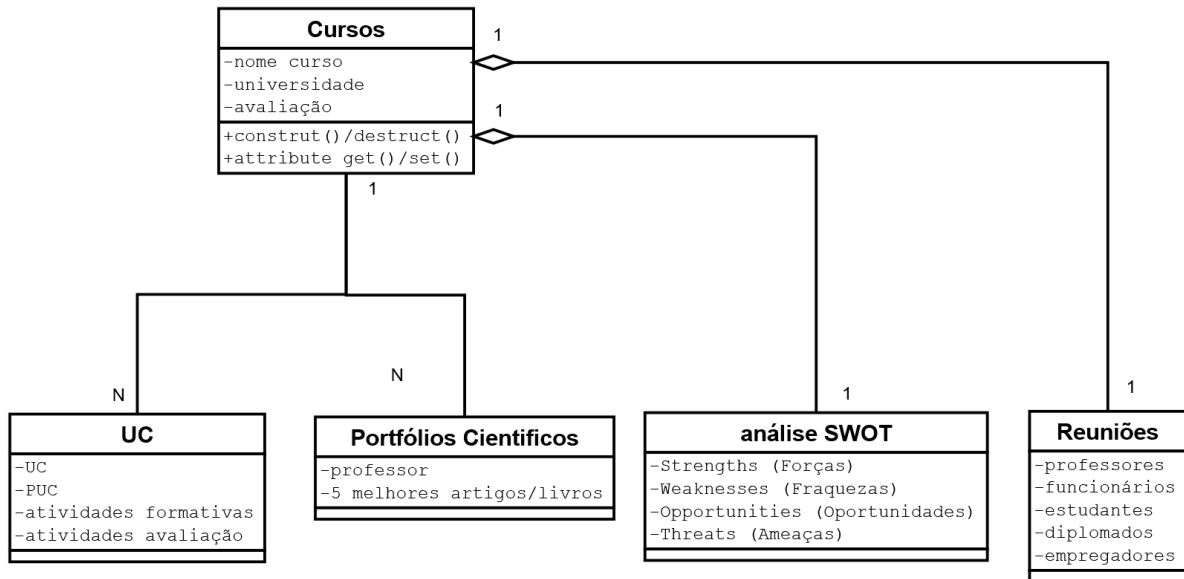 Cursos
-nome curso
-universidade
-avaliação
+construt()/destruct()
+attribute get()/set()
1
1
1
N
N
1
1
UC
-UC
-PUC
-atividades formativas
-atividades avaliação
Portfólios Cientificos
-professor
-5 melhores artigos/livros
análise SWOT
-Strengths (Forças)
-Weaknesses (Fraquezas)
-Opportunities (Oportunidades)
-Threats (Ameaças)
Reuniões
-professores
-funcionários
-estudantes
-diplomados
-empregadores